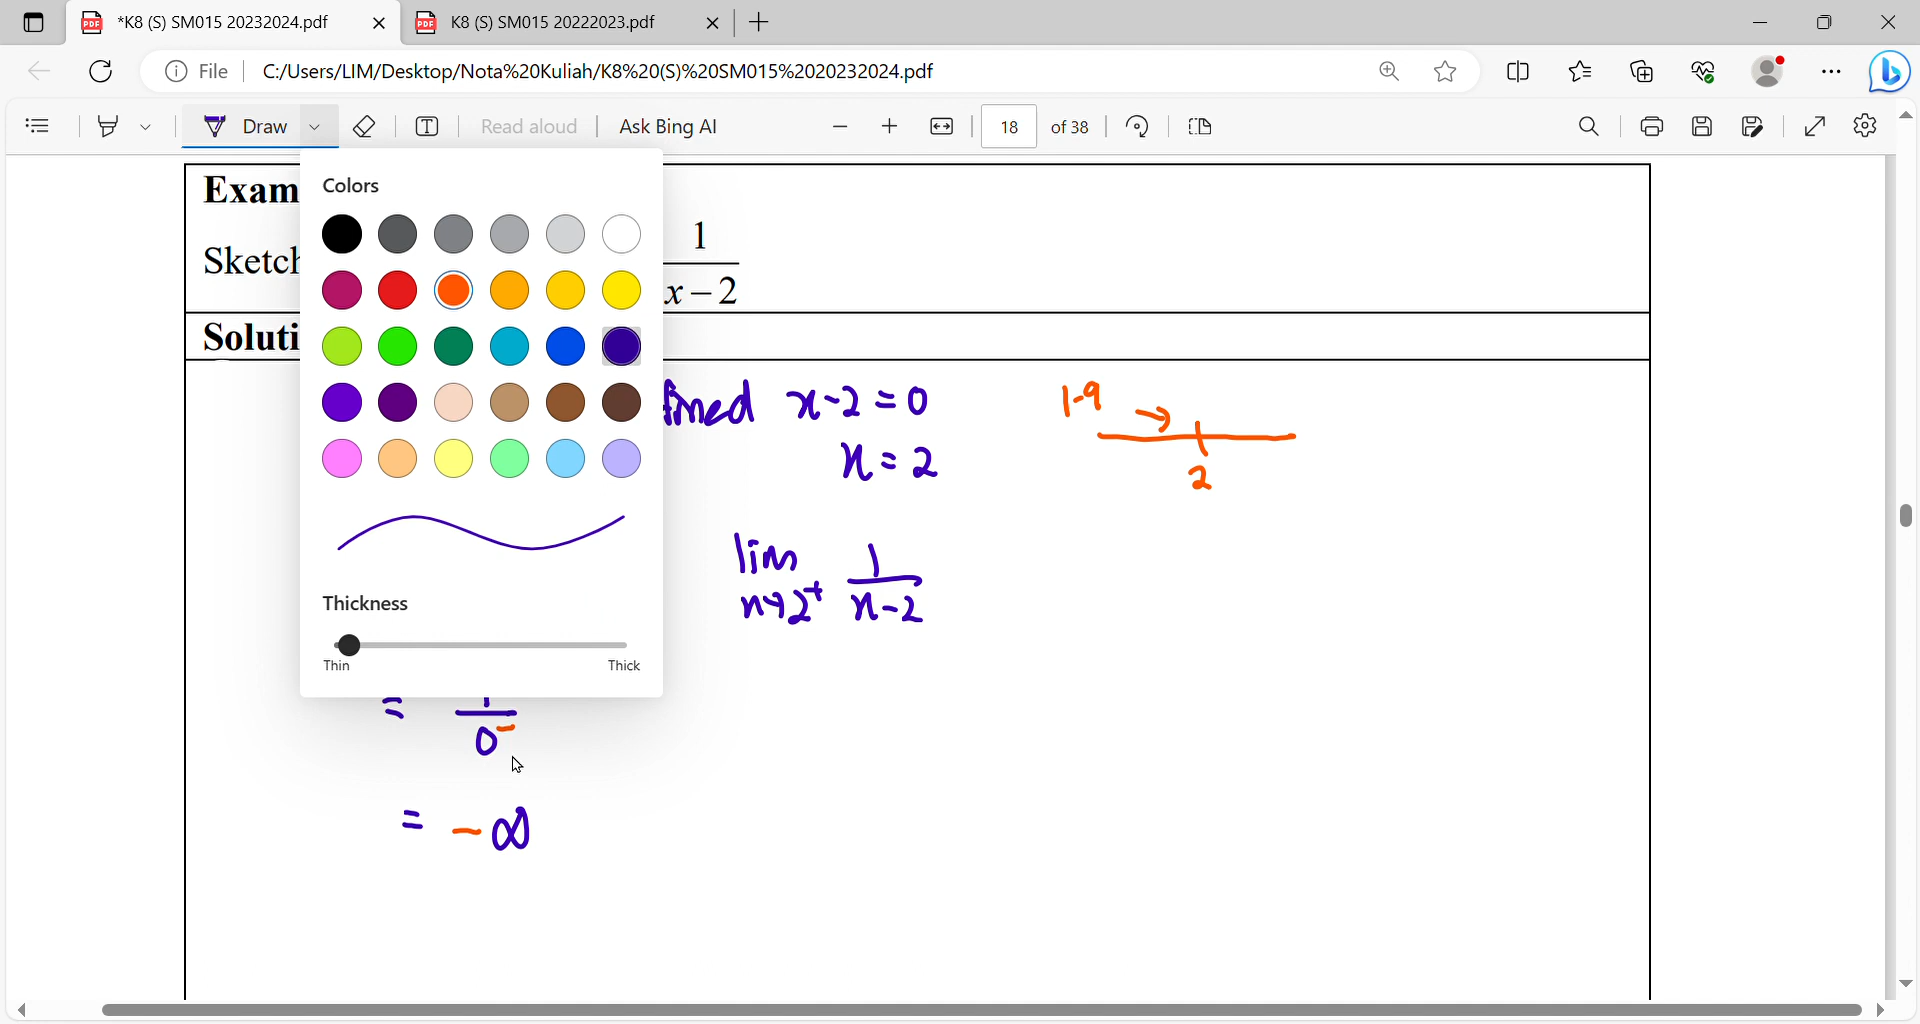 *K8 (S) SM015 20232024.pdf
K8 (S) SM015 20222023.pdf
File
C:/Users/LIM/Desktop/Nota%20Kuliah/K8%20(S)%20SM015%2020232024.pdf
Draw
Read aloud
Ask Bing AI
18 of 38
Exam
Sketch
1
x – 2
Soluti
Colors
Thickness
Thin
Thick
fined x-2 = 0
x = 2
1.9 →
2
lim 1
x→2⁺ x-2
= 1
0⁻
= - ∞